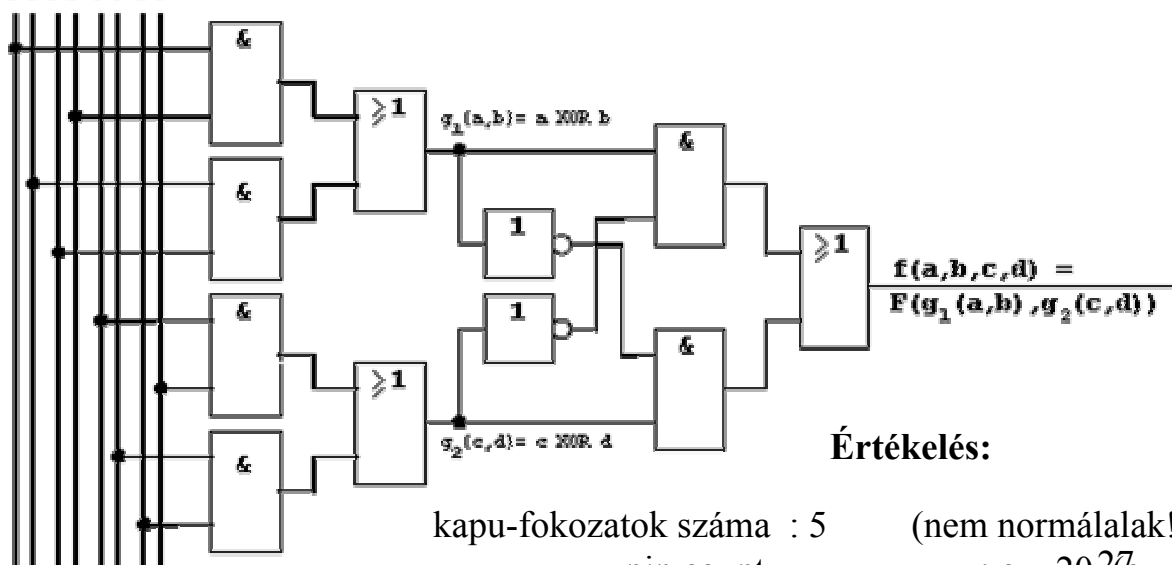 &
≥1
g₁(a,b)= a XOR b
&
&
1
≥1
f(a,b,c,d) =
F(g₁(a,b),g₂(c,d))
&
1
&
≥1
g₂(c,d)= c XOR d
&
Értékelés:
kapu-fokozatok száma : 5 (nem normálalak!